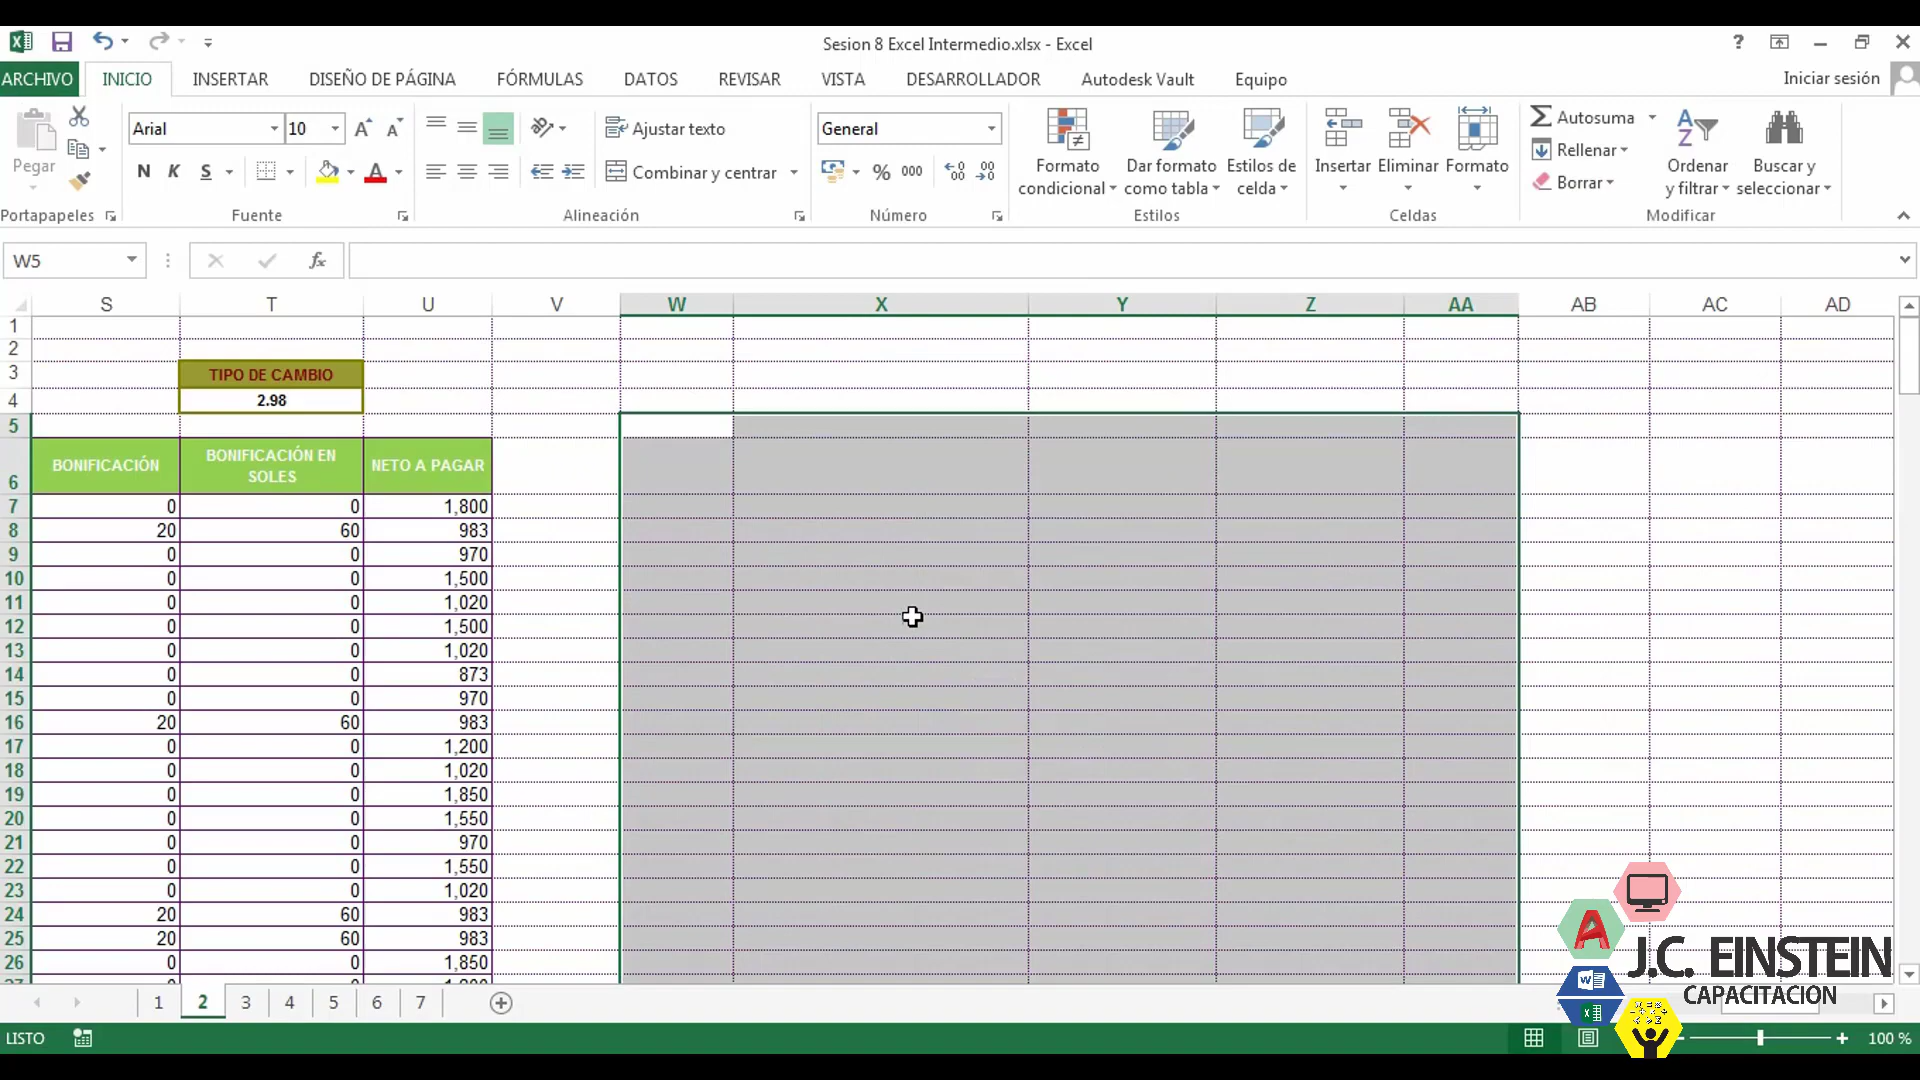 Sesion 8 Excel Intermedio.xlsx - Excel
ARCHIVO INICIO INSERTAR DISEÑO DE PÁGINA FÓRMULAS DATOS REVISAR VISTA DESARROLLADOR Autodesk Vault Equipo Iniciar sesión
Pegar
Portapapeles
Arial 10
N K S
Fuente
Ajustar texto
Combinar y centrar
Alineación
General
% 000
Número
Formato condicional
Dar formato como tabla
Estilos de celda
Estilos
Insertar Eliminar Formato
Celdas
Autosuma
Rellenar
Borrar
Ordenar y filtrar
Buscar y seleccionar
Modificar
W5 fx
S T U V W X Y Z AA AB AC AD
1
2
3 TIPO DE CAMBIO
4 2.98
5
6 BONIFICACIÓN BONIFICACIÓN EN SOLES NETO A PAGAR
7 0 0 1,800
8 20 60 983
9 0 0 970
10 0 0 1,500
11 0 0 1,020
12 0 0 1,500
13 0 0 1,020
14 0 0 873
15 0 0 970
16 20 60 983
17 0 0 1,200
18 0 0 1,020
19 0 0 1,850
20 0 0 1,550
21 0 0 970
22 0 0 1,550
23 0 0 1,020
24 20 60 983
25 20 60 983
26 0 0 1,850
1 2 3 4 5 6 7
J.C. EINSTEIN
CAPACITACION
LISTO 100 %